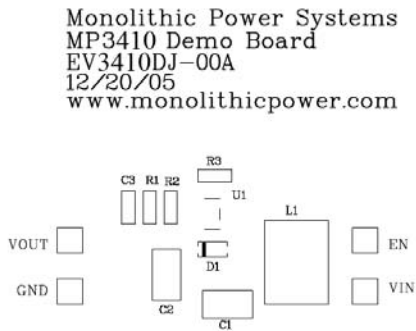 Monolithic Power Systems
MP3410 Demo Board
EV3410DJ-00A
12/20/05
www.monolithicpower.com
R3
C3 R1 R2
U1
L1
VOUT
EN
D1
GND
VIN
C2
C1